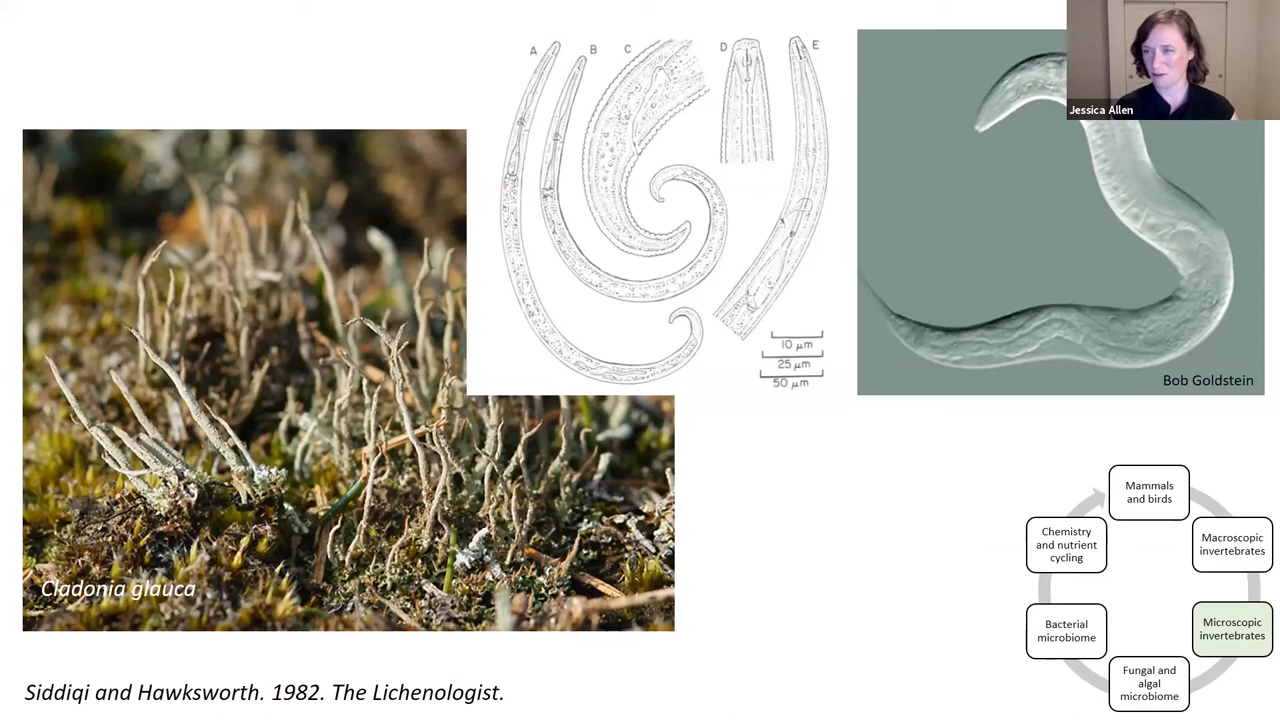 Jessica Allen
A
B
C
D
E
10 μm
25 μm
50 μm
Bob Goldstein
Cladonia glauca
Mammals
and birds
Macroscopic
invertebrates
Microscopic
invertebrates
Fungal and
algal
microbiome
Bacterial
microbiome
Chemistry
and nutrient
cycling
Siddiqi and Hawksworth. 1982. The Lichenologist.